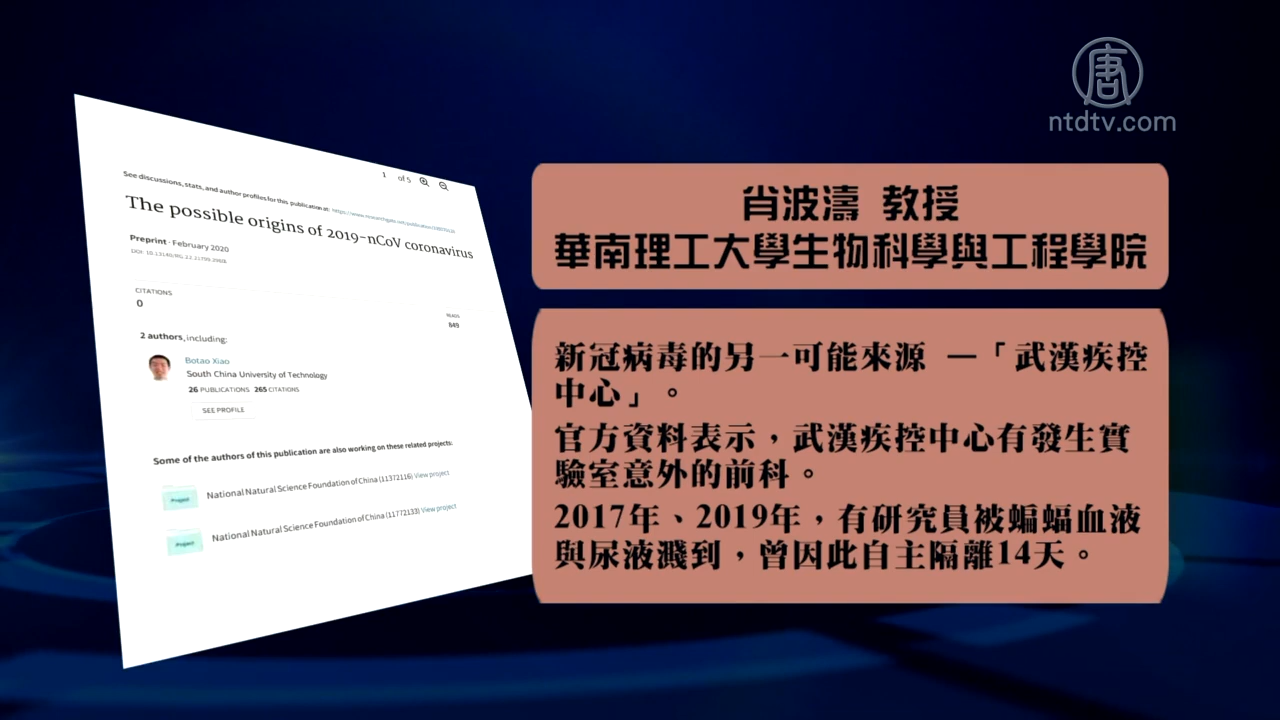 唐
ntdtv.com
1 of 5
See discussions, stats, and author profiles for this publication at:
The possible origins of 2019-nCoV coronavirus
Preprint · February 2020
CITATIONS
0
READS
849
2 authors, including:
Botao Xiao
South China University of Technology
26 PUBLICATIONS 265 CITATIONS
SEE PROFILE
Some of the authors of this publication are also working on these related projects:
Project National Natural Science Foundation of China (11372116) View project
Project National Natural Science Foundation of China (11772133) View project
肖波濤 教授
華南理工大學生物科學與工程學院
新冠病毒的另一可能來源 —「武漢疾控
中心」。
官方資料表示，武漢疾控中心有發生實
驗室意外的前科。
2017年、2019年，有研究員被蝙蝠血液
與尿液濺到，曾因此自主隔離14天。